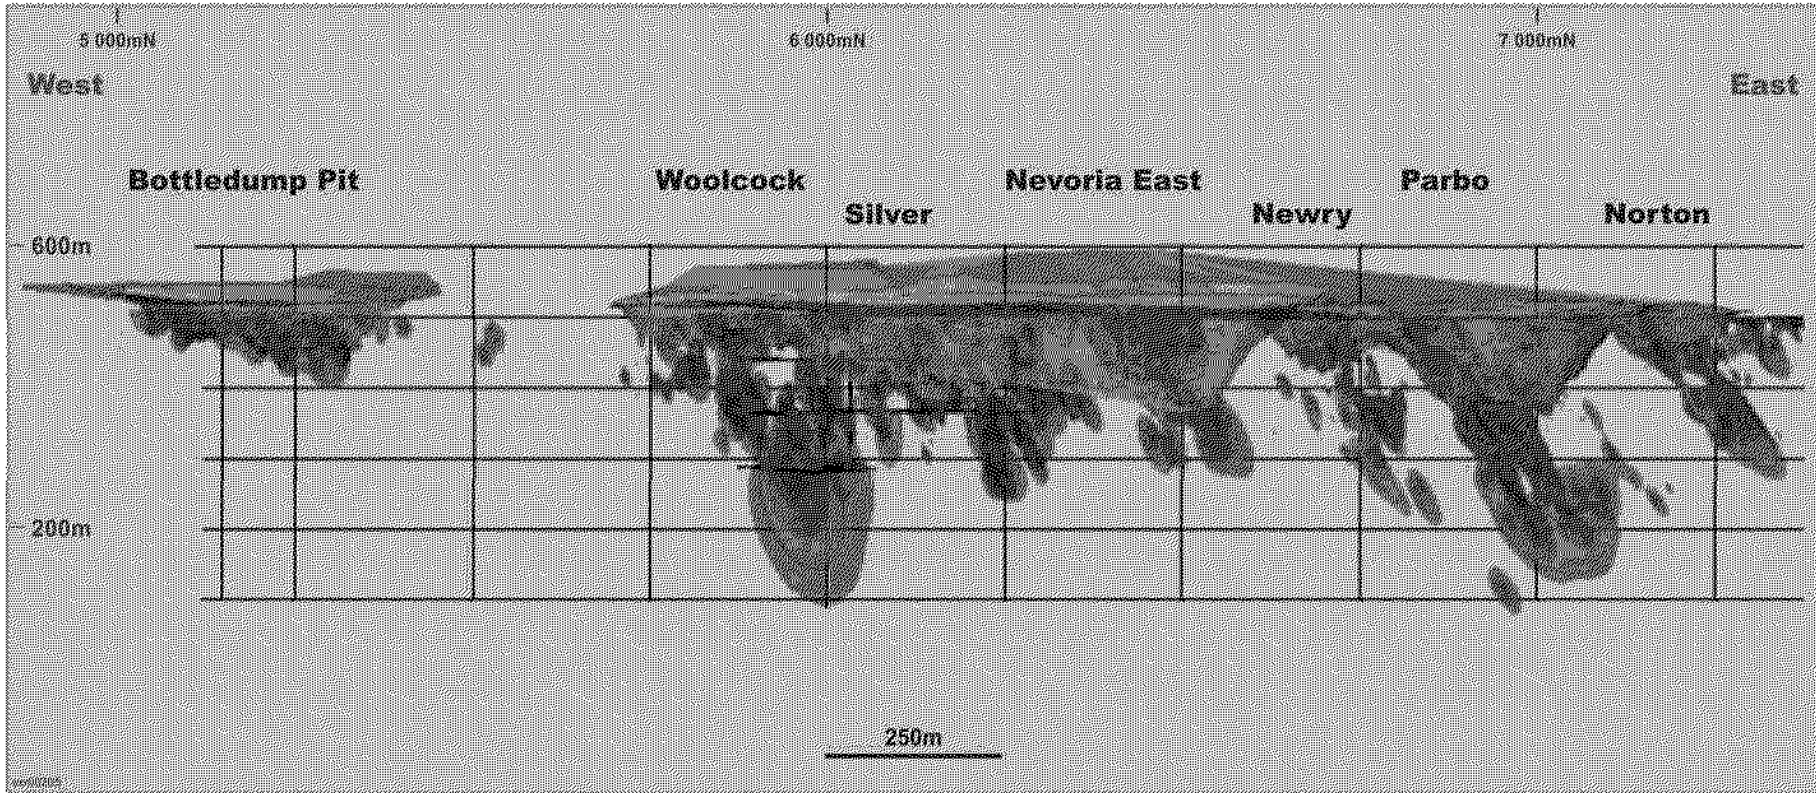 5 000mN 6 000mN 7 000mN
West East
Bottledump Pit Woolcock Nevoria East Parbo
Silver Newry Norton
600m
200m
250m